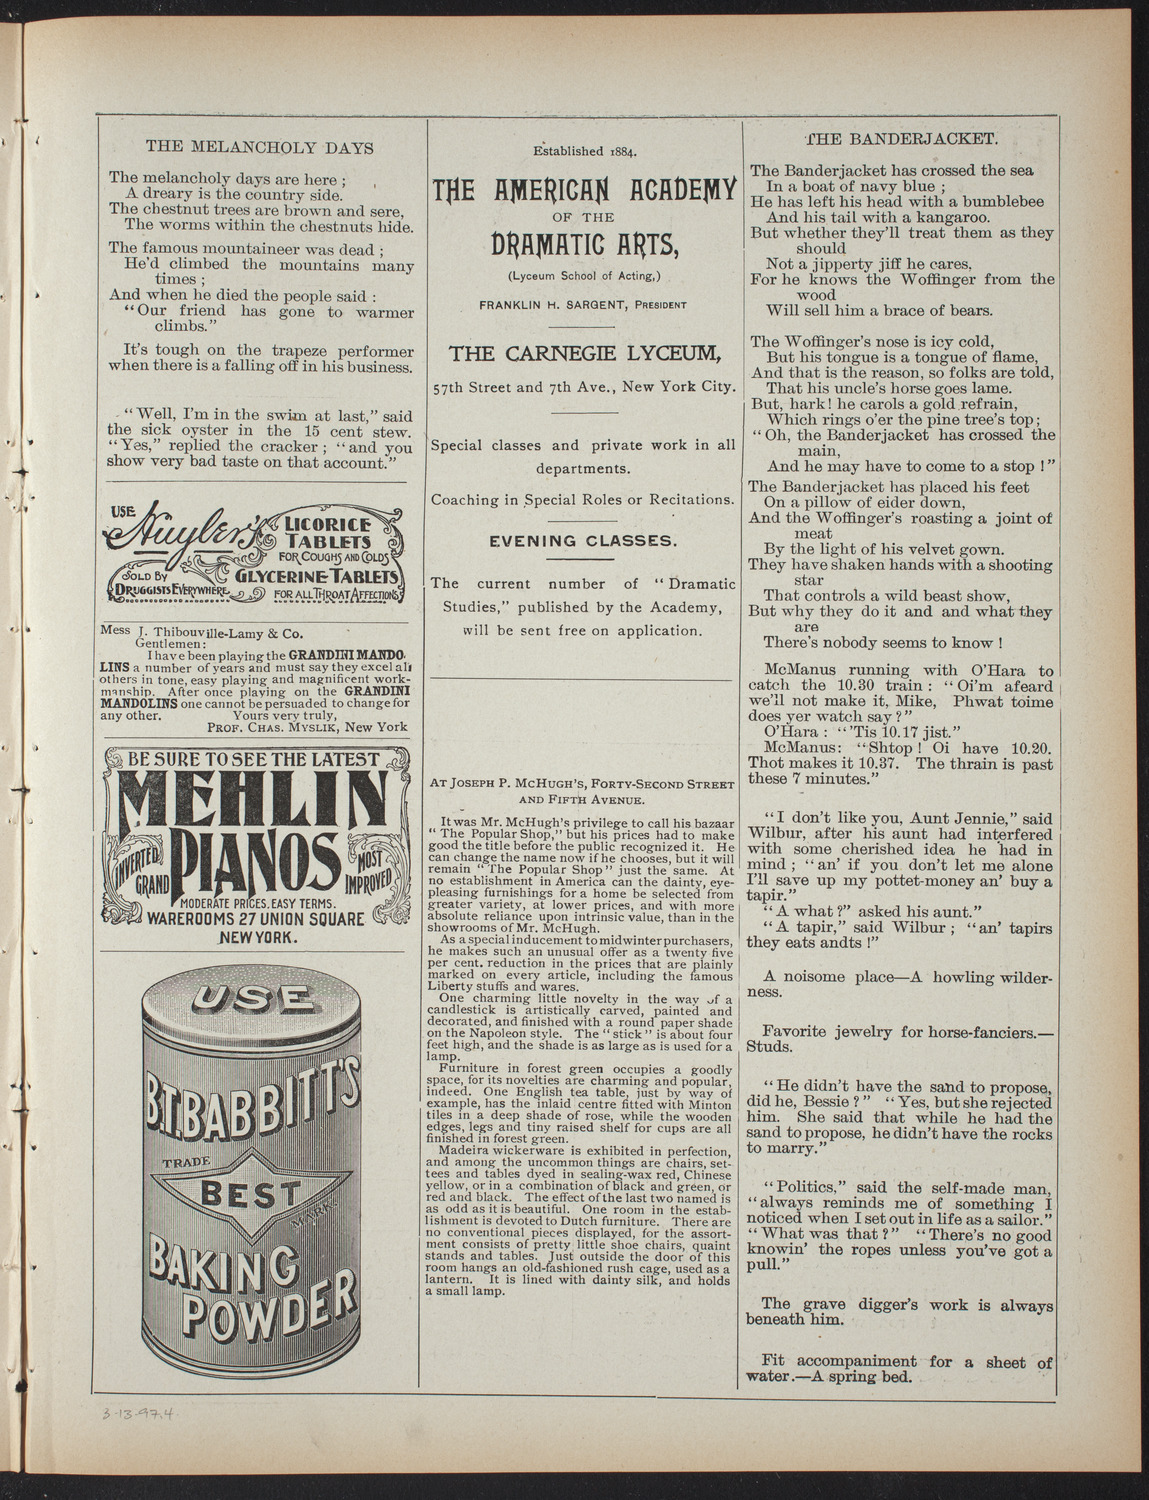 THE MELANCHOLY DAYS
The melancholy days are here ;
A dreary is the country side.
The chestnut trees are brown and sere,
The worms within the chestnuts hide.
The famous mountaineer was dead ;
He'd climbed the mountains many
times ;
And when he died the people said :
"Our friend has gone to warmer
climbs."
It's tough on the trapeze performer
when there is a falling off in his business.
"Well, I'm in the swim at last," said
the sick oyster in the 15 cent stew.
"Yes," replied the cracker ; "and you
show very bad taste on that account."
USE
Huyler's
LICORICE
TABLETS
FOR COUGHS AND COLDS
SOLD BY
DRUGGISTS EVERYWHERE
GLYCERINE TABLETS
FOR ALL THROAT AFFECTIONS
Mess J. Thibouville-Lamy & Co.
Gentlemen:
I have been playing the GRANDINI MANDO-
LINS a number of years and must say they excel all
others in tone, easy playing and magnificent work-
manship. After once playing on the GRANDINI
MANDOLINS one cannot be persuaded to change for
any other. Yours very truly,
PROF. CHAS. MYSLIK, New York
BE SURE TO SEE THE LATEST
MEHLIN
PIANOS
INVERTED
GRAND
MOST
IMPROVED
MODERATE PRICES. EASY TERMS.
WAREROOMS 27 UNION SQUARE
NEW YORK.
USE
B.T. BABBITT'S
TRADE
BEST
MARK
BAKING
POWDER
3-13-97.4
Established 1884.
THE AMERICAN ACADEMY
OF THE
DRAMATIC ARTS,
(Lyceum School of Acting,)
FRANKLIN H. SARGENT, PRESIDENT
THE CARNEGIE LYCEUM,
57th Street and 7th Ave., New York City.
Special classes and private work in all
departments.
Coaching in Special Roles or Recitations.
EVENING CLASSES.
The current number of "Dramatic
Studies," published by the Academy,
will be sent free on application.
AT JOSEPH P. MCHUGH'S, FORTY-SECOND STREET
AND FIFTH AVENUE.
It was Mr. McHugh's privilege to call his bazaar
"The Popular Shop," but his prices had to make
good the title before the public recognized it. He
can change the name now if he chooses, but it will
remain "The Popular Shop" just the same. At
no establishment in America can the dainty, eye-
pleasing furnishings for a home be selected from
greater variety, at lower prices, and with more
absolute reliance upon intrinsic value, than in the
showrooms of Mr. McHugh.
As a special inducement to midwinter purchasers,
he makes such an unusual offer as a twenty five
per cent. reduction in the prices that are plainly
marked on every article, including the famous
Liberty stuffs and wares.
One charming little novelty in the way of a
candlestick is artistically carved, painted and
decorated, and finished with a round paper shade
on the Napoleon style. The "stick" is about four
feet high, and the shade is as large as is used for a
lamp.
Furniture in forest green occupies a goodly
space, for its novelties are charming and popular,
indeed. One English tea table, just by way of
example, has the inlaid centre fitted with Minton
tiles in a deep shade of rose, while the wooden
edges, legs and tiny raised shelf for cups are all
finished in forest green.
Madeira wickerware is exhibited in perfection,
and among the uncommon things are chairs, set-
tees and tables dyed in sealing-wax red, Chinese
yellow, or in a combination of black and green, or
red and black. The effect of the last two named is
as odd as it is beautiful. One room in the estab-
lishment is devoted to Dutch furniture. There are
no conventional pieces displayed, for the assort-
ment consists of pretty little shoe chairs, quaint
stands and tables. Just outside the door of this
room hangs an old-fashioned rush cage, used as a
lantern. It is lined with dainty silk, and holds
a small lamp.
THE BANDERJACKET.
The Banderjacket has crossed the sea
In a boat of navy blue ;
He has left his head with a bumblebee
And his tail with a kangaroo.
But whether they'll treat them as they
should
Not a jipperty jiff he cares,
For he knows the Woffinger from the
wood
Will sell him a brace of bears.
The Woffinger's nose is icy cold,
But his tongue is a tongue of flame,
And that is the reason, so folks are told,
That his uncle's horse goes lame.
But, hark! he carols a gold refrain,
Which rings o'er the pine tree's top ;
"Oh, the Banderjacket has crossed the
main,
And he may have to come to a stop !"
The Banderjacket has placed his feet
On a pillow of eider down,
And the Woffinger's roasting a joint of
meat
By the light of his velvet gown.
They have shaken hands with a shooting
star
That controls a wild beast show,
But why they do it and and what they
are
There's nobody seems to know !
McManus running with O'Hara to
catch the 10.30 train : "Oi'm afeard
we'll not make it, Mike, Phwat toime
does yer watch say ?"
O'Hara : "'Tis 10.17 jist."
McManus: "Shtop ! Oi have 10.20.
Thot makes it 10.37. The thrain is past
these 7 minutes."
"I don't like you, Aunt Jennie," said
Wilbur, after his aunt had interfered
with some cherished idea he had in
mind ; "an' if you don't let me alone
I'll save up my pottet-money an' buy a
tapir."
"A what ?" asked his aunt."
"A tapir," said Wilbur ; "an' tapirs
they eats andts !"
A noisome place—A howling wilder-
ness.
Favorite jewelry for horse-fanciers.—
Studs.
"He didn't have the sand to propose,
did he, Bessie ?" "Yes, but she rejected
him. She said that while he had the
sand to propose, he didn't have the rocks
to marry."
"Politics," said the self-made man,
"always reminds me of something I
noticed when I set out in life as a sailor."
"What was that ?" "There's no good
knowin' the ropes unless you've got a
pull."
The grave digger's work is always
beneath him.
Fit accompaniment for a sheet of
water.—A spring bed.